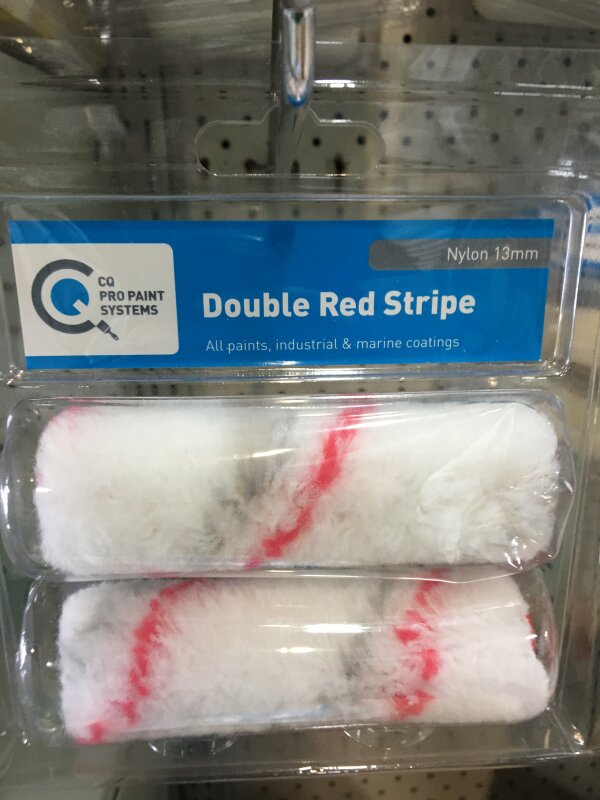 CQ
PRO PAINT
SYSTEMS
Nylon 13mm
Double Red Stripe
All paints, industrial & marine coatings